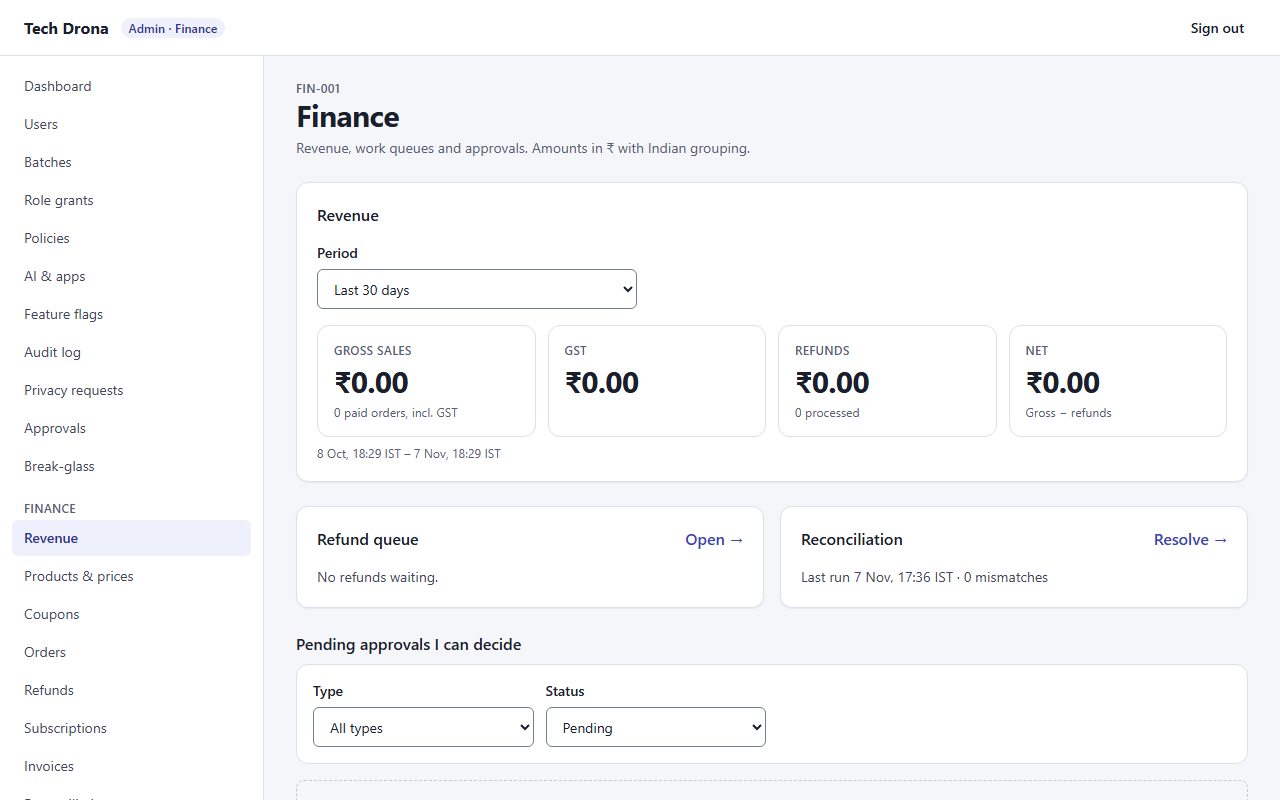 Tech Drona
Admin · Finance
Sign out
Dashboard
Users
Batches
Role grants
Policies
AI & apps
Feature flags
Audit log
Privacy requests
Approvals
Break-glass
FINANCE
Revenue
Products & prices
Coupons
Orders
Refunds
Subscriptions
Invoices
FIN-001
Finance
Revenue, work queues and approvals. Amounts in ₹ with Indian grouping.
Revenue
Period
Last 30 days
GROSS SALES
₹0.00
0 paid orders, incl. GST
GST
₹0.00
REFUNDS
₹0.00
0 processed
NET
₹0.00
Gross − refunds
8 Oct, 18:29 IST – 7 Nov, 18:29 IST
Refund queue
Open →
No refunds waiting.
Reconciliation
Resolve →
Last run 7 Nov, 17:36 IST · 0 mismatches
Pending approvals I can decide
Type
All types
Status
Pending